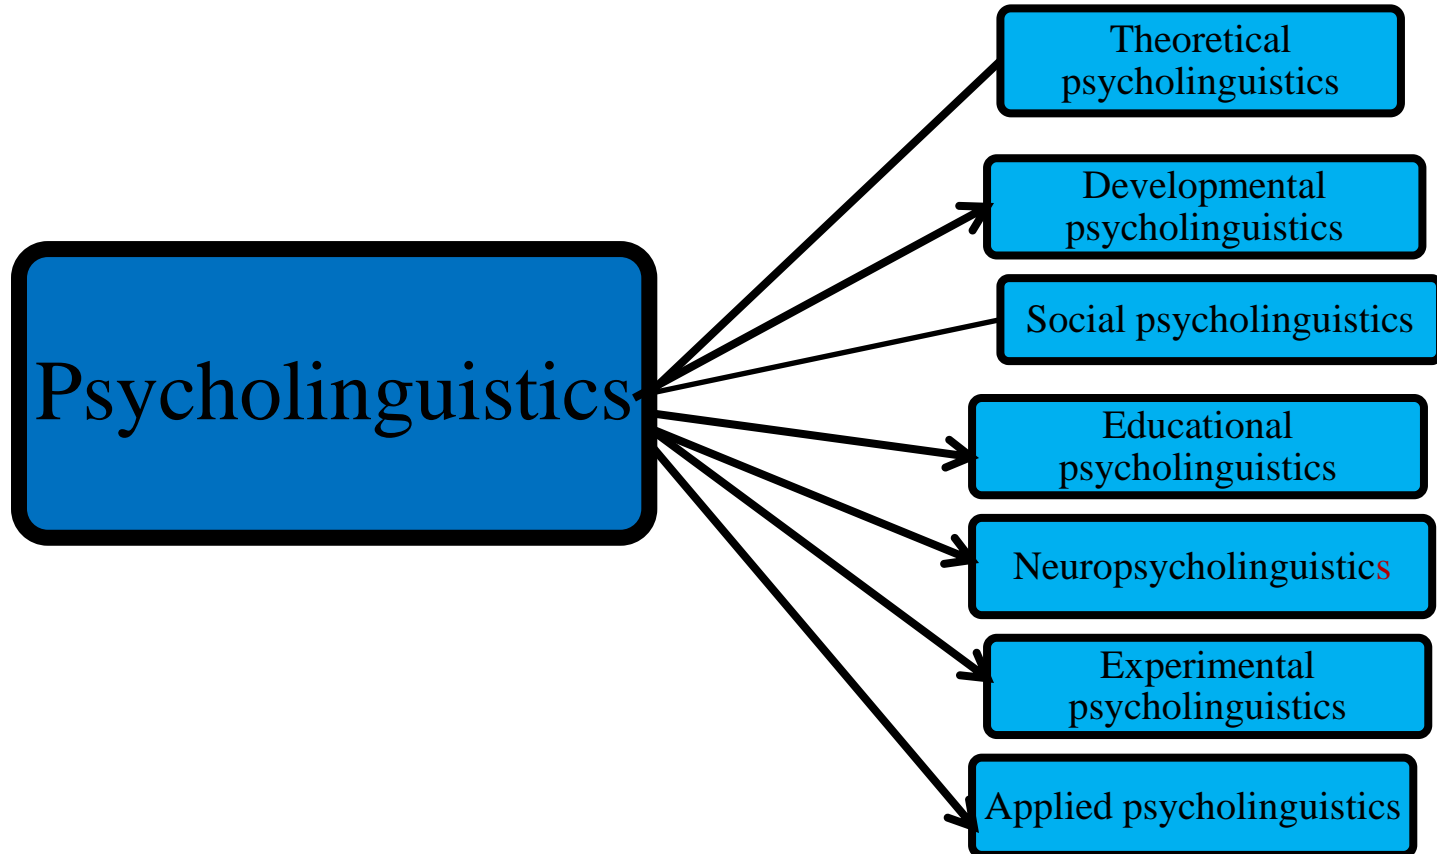 Theoretical
psycholinguistics
Developmental
psycholinguistics
Social psycholinguistics
Psycholinguistics
Educational
psycholinguistics
Neuropsycholinguistics
Experimental
psycholinguistics
Applied psycholinguistics